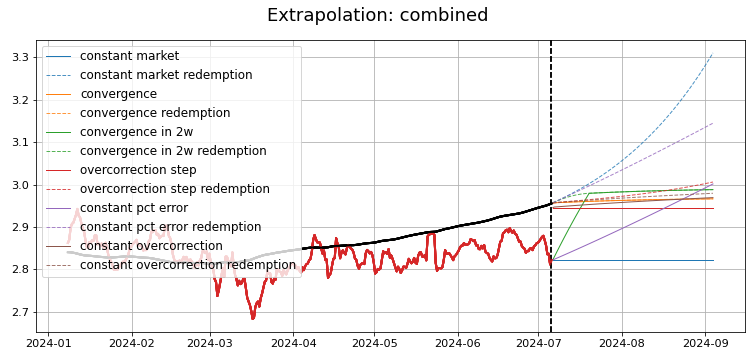 Extrapolation: combined
constant market
constant market redemption
convergence
convergence redemption
convergence in 2w
convergence in 2w redemption
overcorrection step
overcorrection step redemption
constant pct error
constant pct error redemption
constant overcorrection
constant overcorrection redemption
3.3
3.2
3.1
3.0
2.9
2.8
2.7
2024-01 2024-02 2024-03 2024-04 2024-05 2024-06 2024-07 2024-08 2024-09